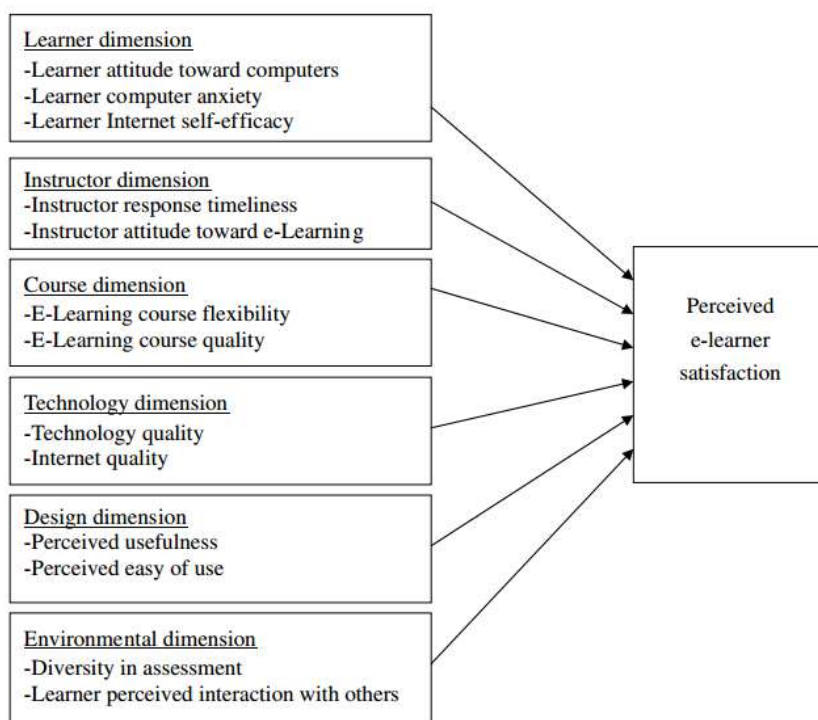 Learner dimension
-Learner attitude toward computers
-Learner computer anxiety
-Learner Internet self-efficacy
Instructor dimension
-Instructor response timeliness
-Instructor attitude toward e-Learning
Course dimension
-E-Learning course flexibility
-E-Learning course quality
Technology dimension
-Technology quality
-Internet quality
Design dimension
-Perceived usefulness
-Perceived easy of use
Environmental dimension
-Diversity in assessment
-Learner perceived interaction with others
Perceived
e-learner
satisfaction